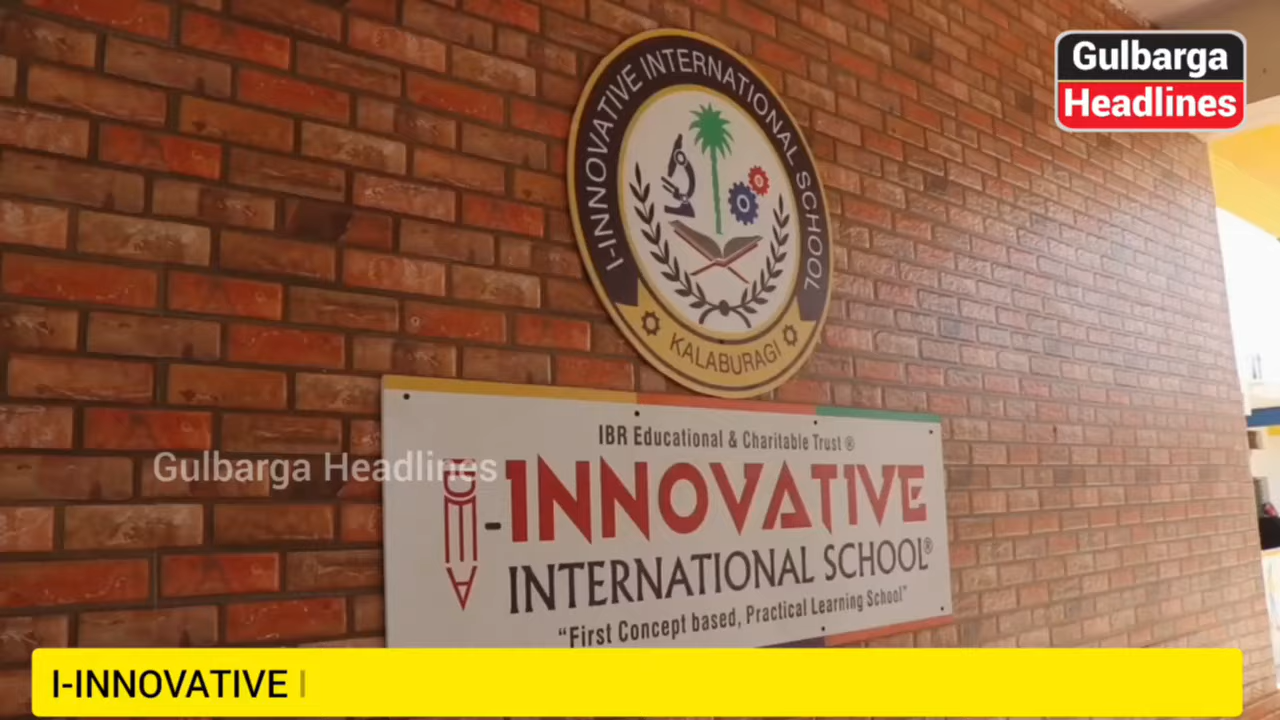 Gulbarga
Headlines
I-INNOVATIVE INTERNATIONAL SCHOOL
KALABURAGI
IBR Educational & Charitable Trust ®
Gulbarga Headlines
IDEA
-INNOVATIVE
INTERNATIONAL SCHOOL®
“First Concept based, Practical Learning School”
I-INNOVATIVE I